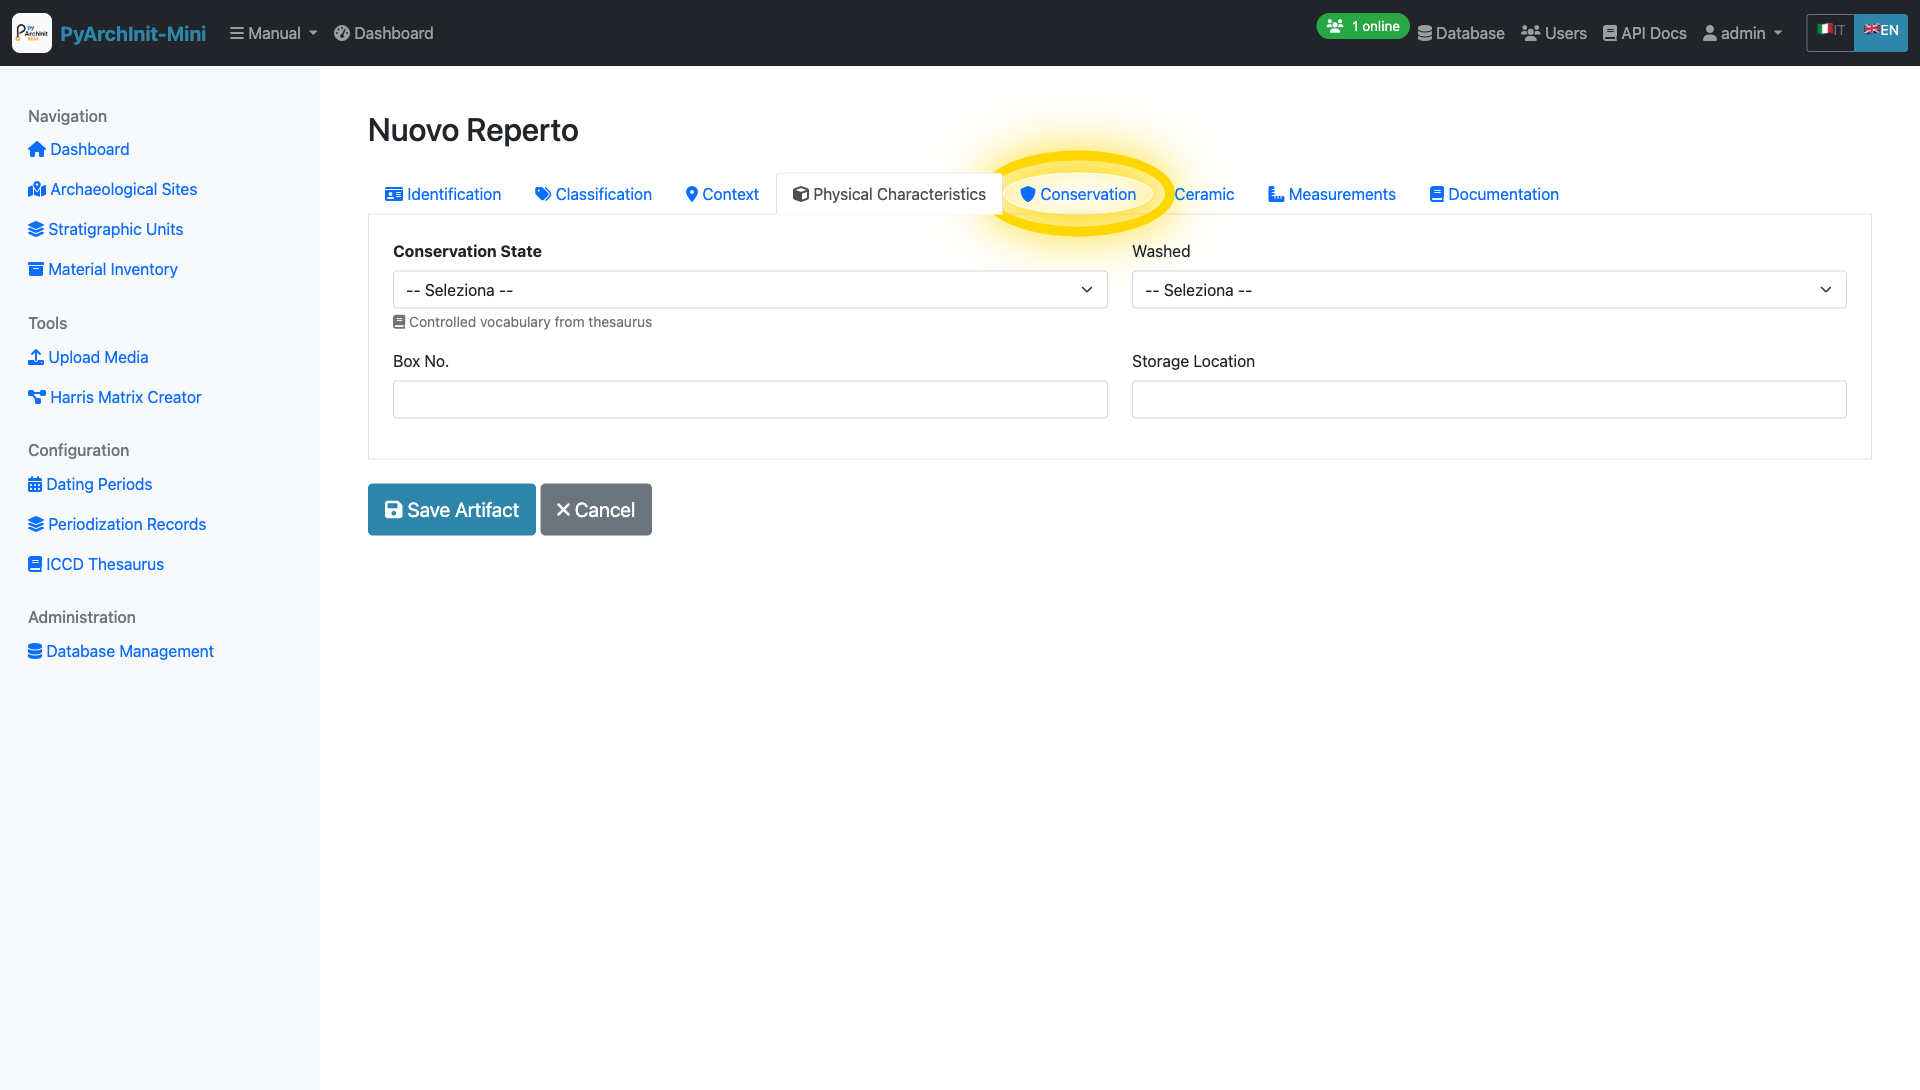 PyArchInit-Mini
Manual
Dashboard
1 online
Database
Users
API Docs
admin
IT
EN
Navigation
Dashboard
Archaeological Sites
Stratigraphic Units
Material Inventory
Tools
Upload Media
Harris Matrix Creator
Configuration
Dating Periods
Periodization Records
ICCD Thesaurus
Administration
Database Management
Nuovo Reperto
Identification
Classification
Context
Physical Characteristics
Conservation
Ceramic
Measurements
Documentation
Conservation State
-- Seleziona --
Controlled vocabulary from thesaurus
Washed
-- Seleziona --
Box No.
Storage Location
Save Artifact
Cancel